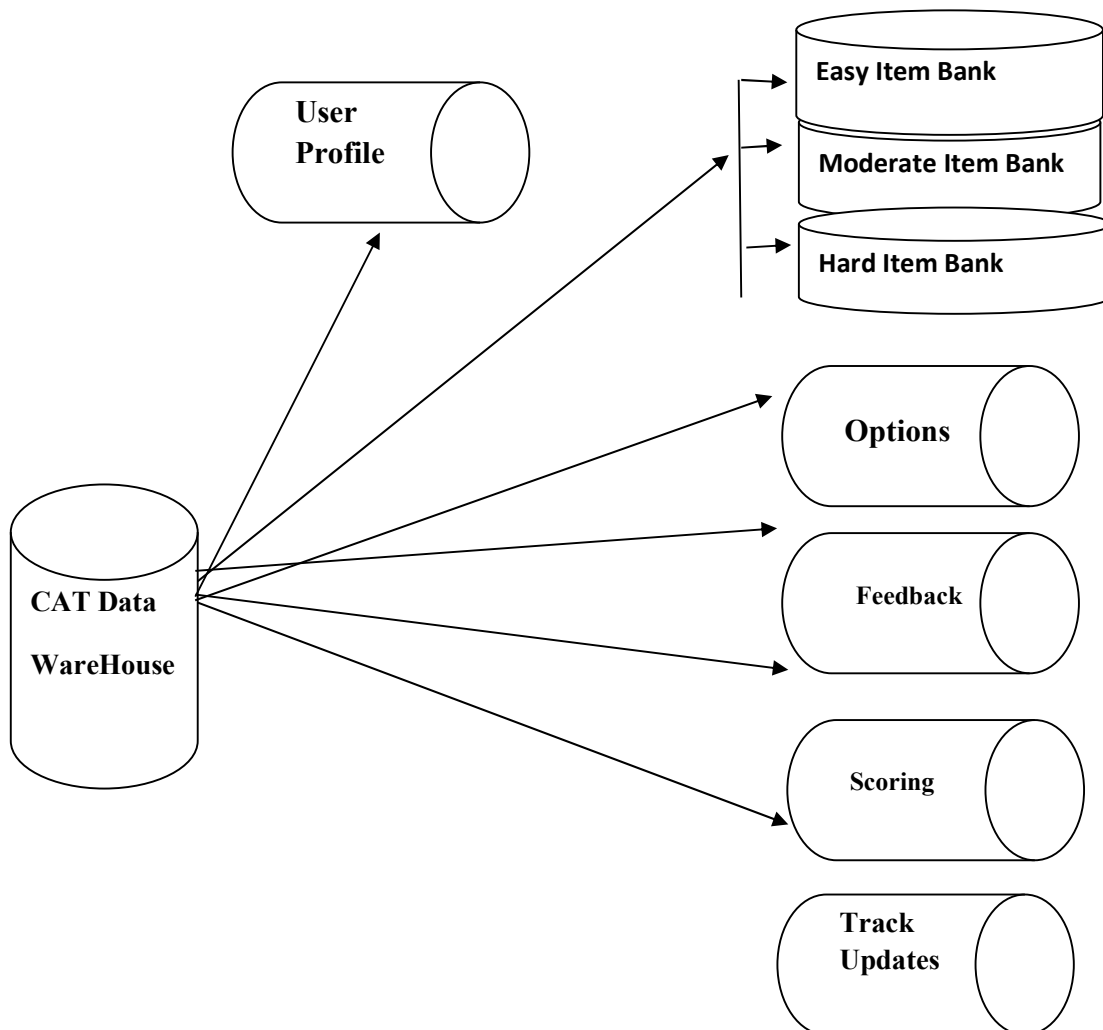 User
Profile
Easy Item Bank
Moderate Item Bank
Hard Item Bank
Options
CAT Data
WareHouse
Feedback
Scoring
Track
Updates